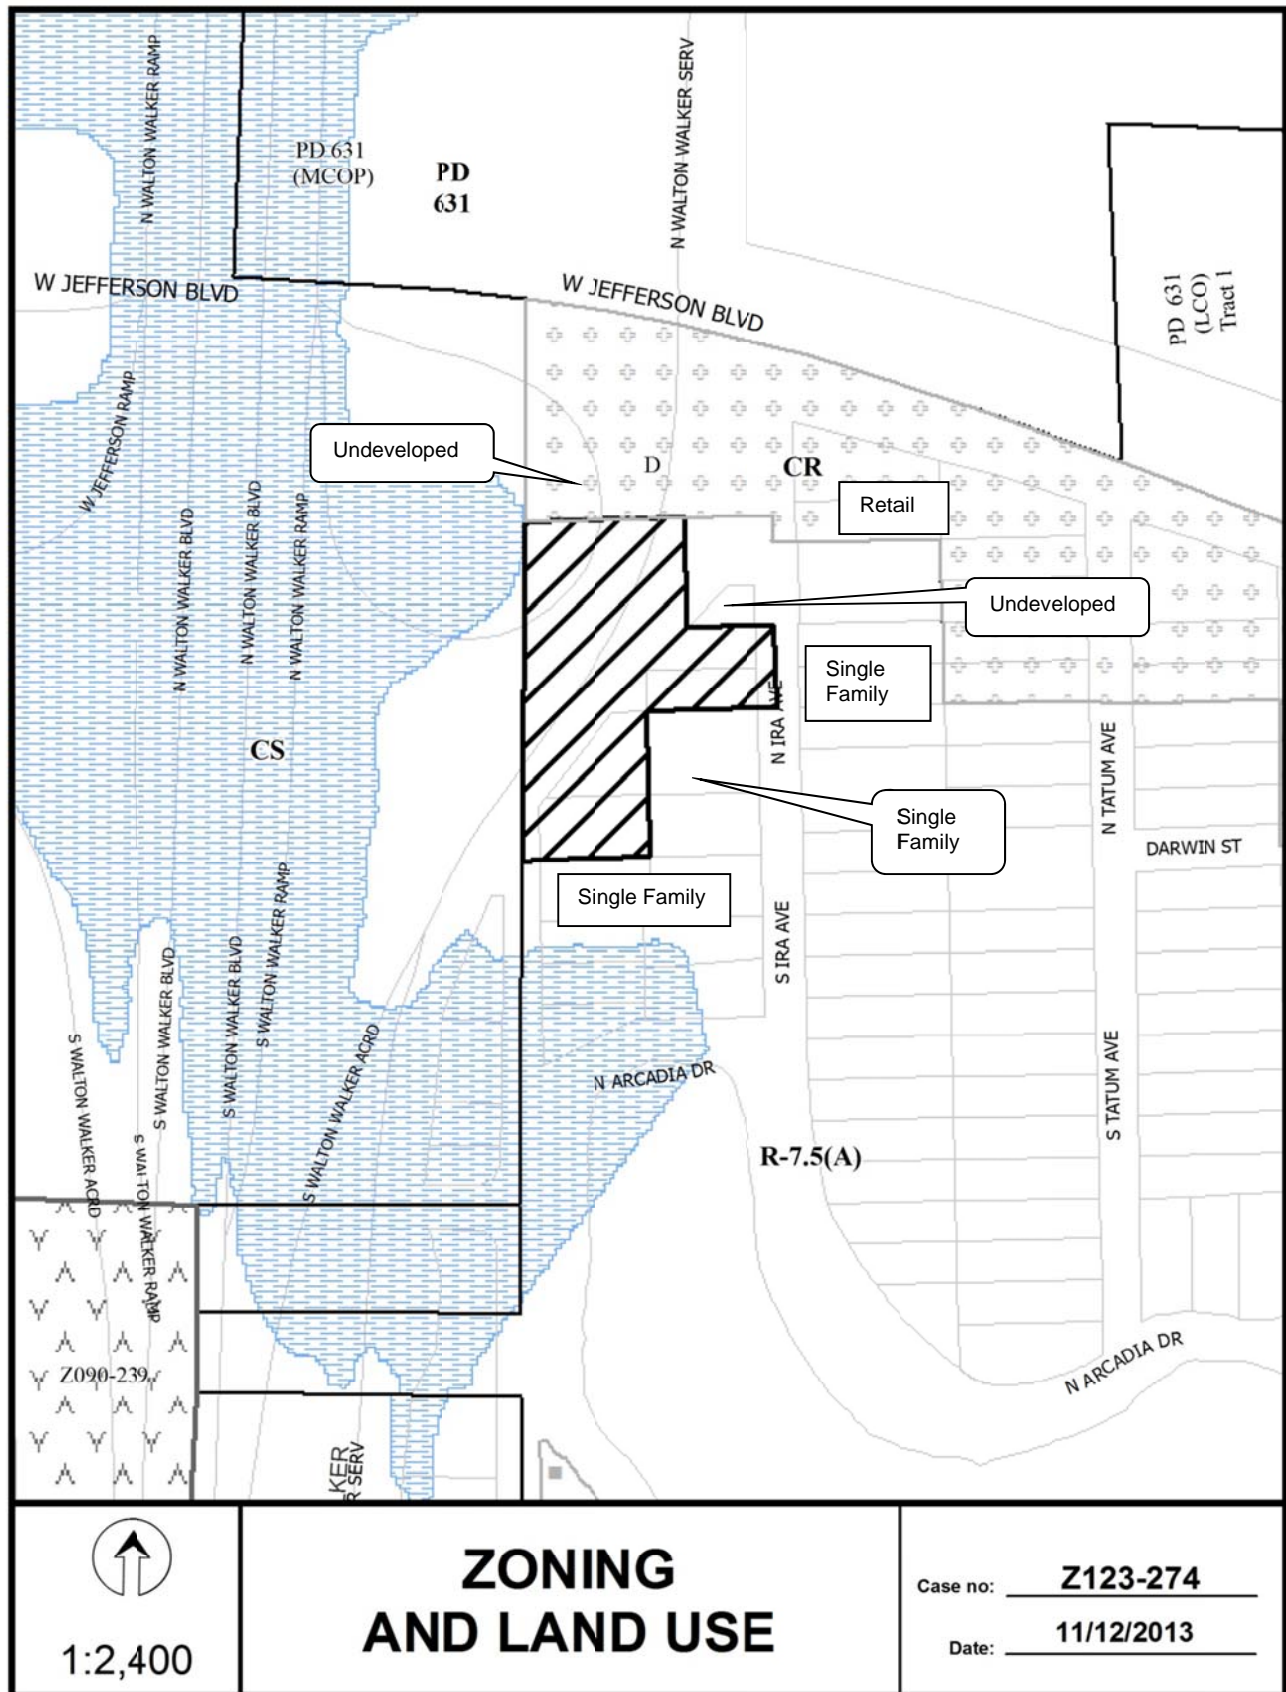 N WALTON WALKER RAMP
N WALTON WALKER SERV
PD 631
(MCOP)
PD
631
PD 631
(LCO)
Tract 1
W JEFFERSON BLVD
W JEFFERSON BLVD
W JEFFERSON RAMP
Undeveloped
D
CR
Retail
N WALTON WALKER BLVD
N WALTON WALKER BLVD
N WALTON WALKER RAMP
Undeveloped
Single
Family
N IRA AVE
CS
N TATUM AVE
Single
Family
DARWIN ST
Single Family
S IRA AVE
S WALTON WALKER RAMP
S WALTON WALKER BLVD
S WALTON WALKER BLVD
S WALTON WALKER ACRD
S WALTON WALKER ACRD
S WALTON WALKER RAMP
N ARCADIA DR
S TATUM AVE
R-7.5(A)
N ARCADIA DR
Z090-239
KER
R SERV
1:2,400
ZONING
AND LAND USE
Case no: Z123-274
Date: 11/12/2013